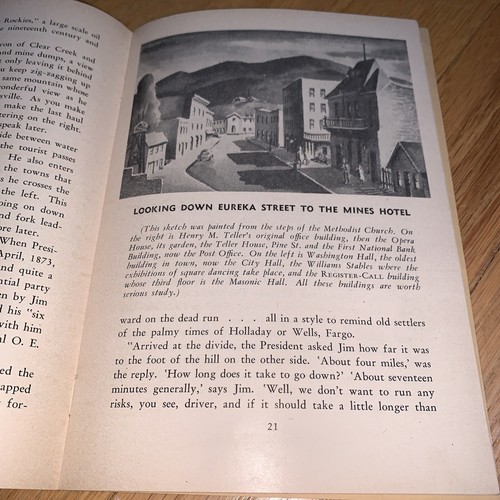 Rockies," a large scale oil
nineteenth century and
ron of Clear Creek and
and mine dumps, a view
t only leaving it behind
u keep zig-zagging up
same mountain whose
onderful view as he
sville. As you make
make the last haul
tering on the right.
speak later.
ide between water
the tourist passes
He also enters
the towns that
s he crosses the
the left. This
ping on down
and fork lead-
ore later.
When Presi-
April, 1873,
and quite a
ntial party
en by Jim
d his "six
with him
ul O. E.
ed the
apped
for-
LOOKING DOWN EUREKA STREET TO THE MINES HOTEL
(This sketch was painted from the steps of the Methodist Church. On
the right is Henry M. Teller's original office building, then the Opera
House, its garden, the Teller House, Pine St. and the First National Bank
Building, now the Post Office. On the left is Washington Hall, the oldest
building in town, now the City Hall, the Williams Stables where the
exhibitions of square dancing take place, and the REGISTER-CALL building
whose third floor is the Masonic Hall. All these buildings are worth
serious study.)
ward on the dead run . . . all in a style to remind old settlers
of the palmy times of Holladay or Wells, Fargo.
"Arrived at the divide, the President asked Jim how far it was
to the foot of the hill on the other side. 'About four miles,' was
the reply. 'How long does it take to go down?' 'About seventeen
minutes generally,' says Jim. 'Well, we don't want to run any
risks, you see, driver, and if it should take a little longer than
21